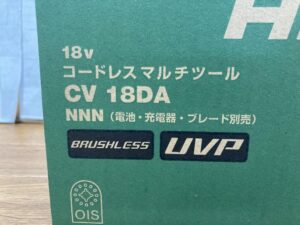 18v
コードレスマルチツール
CV 18DA
NNN (電池・充電器・ブレード別売)
BRUSHLESS UVP
OIS